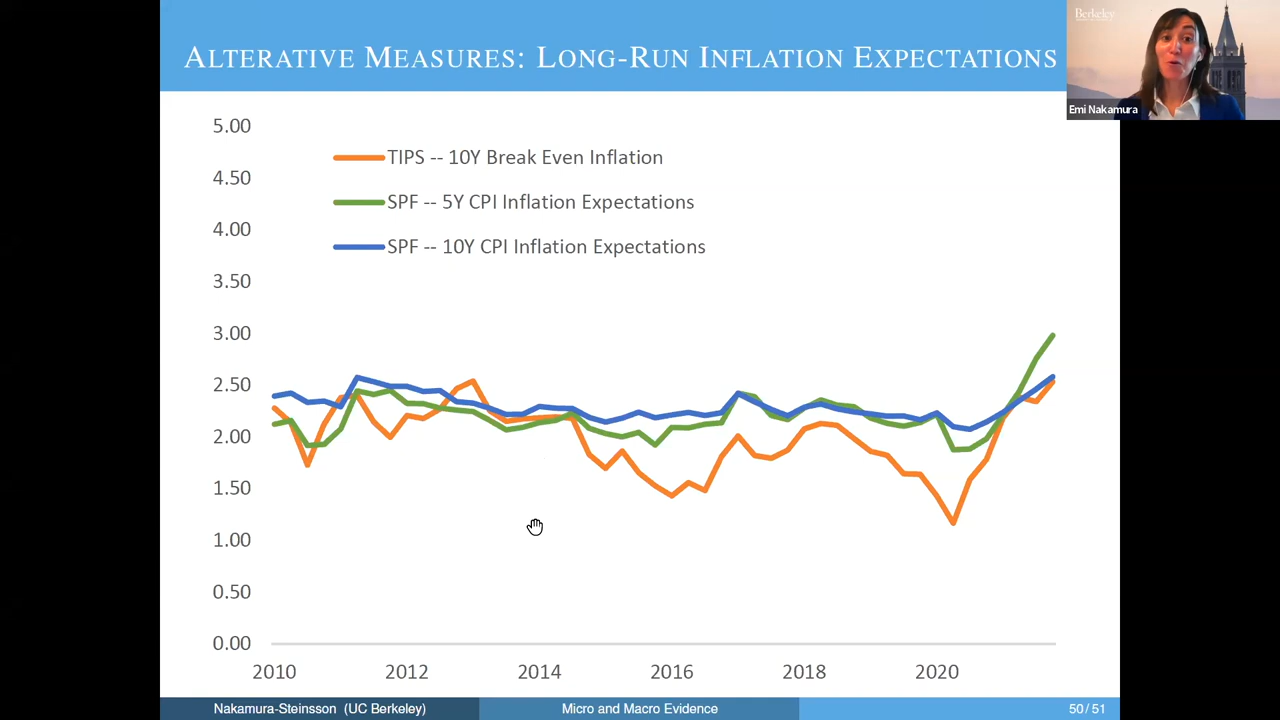 ALTERATIVE MEASURES: LONG-RUN INFLATION EXPECTATIONS
Berkeley
Emi Nakamura
5.00
4.50
4.00
3.50
3.00
2.50
2.00
1.50
1.00
0.50
0.00
TIPS -- 10Y Break Even Inflation
SPF -- 5Y CPI Inflation Expectations
SPF -- 10Y CPI Inflation Expectations
2010 2012 2014 2016 2018 2020
Nakamura-Steinsson (UC Berkeley) Micro and Macro Evidence 50 / 51